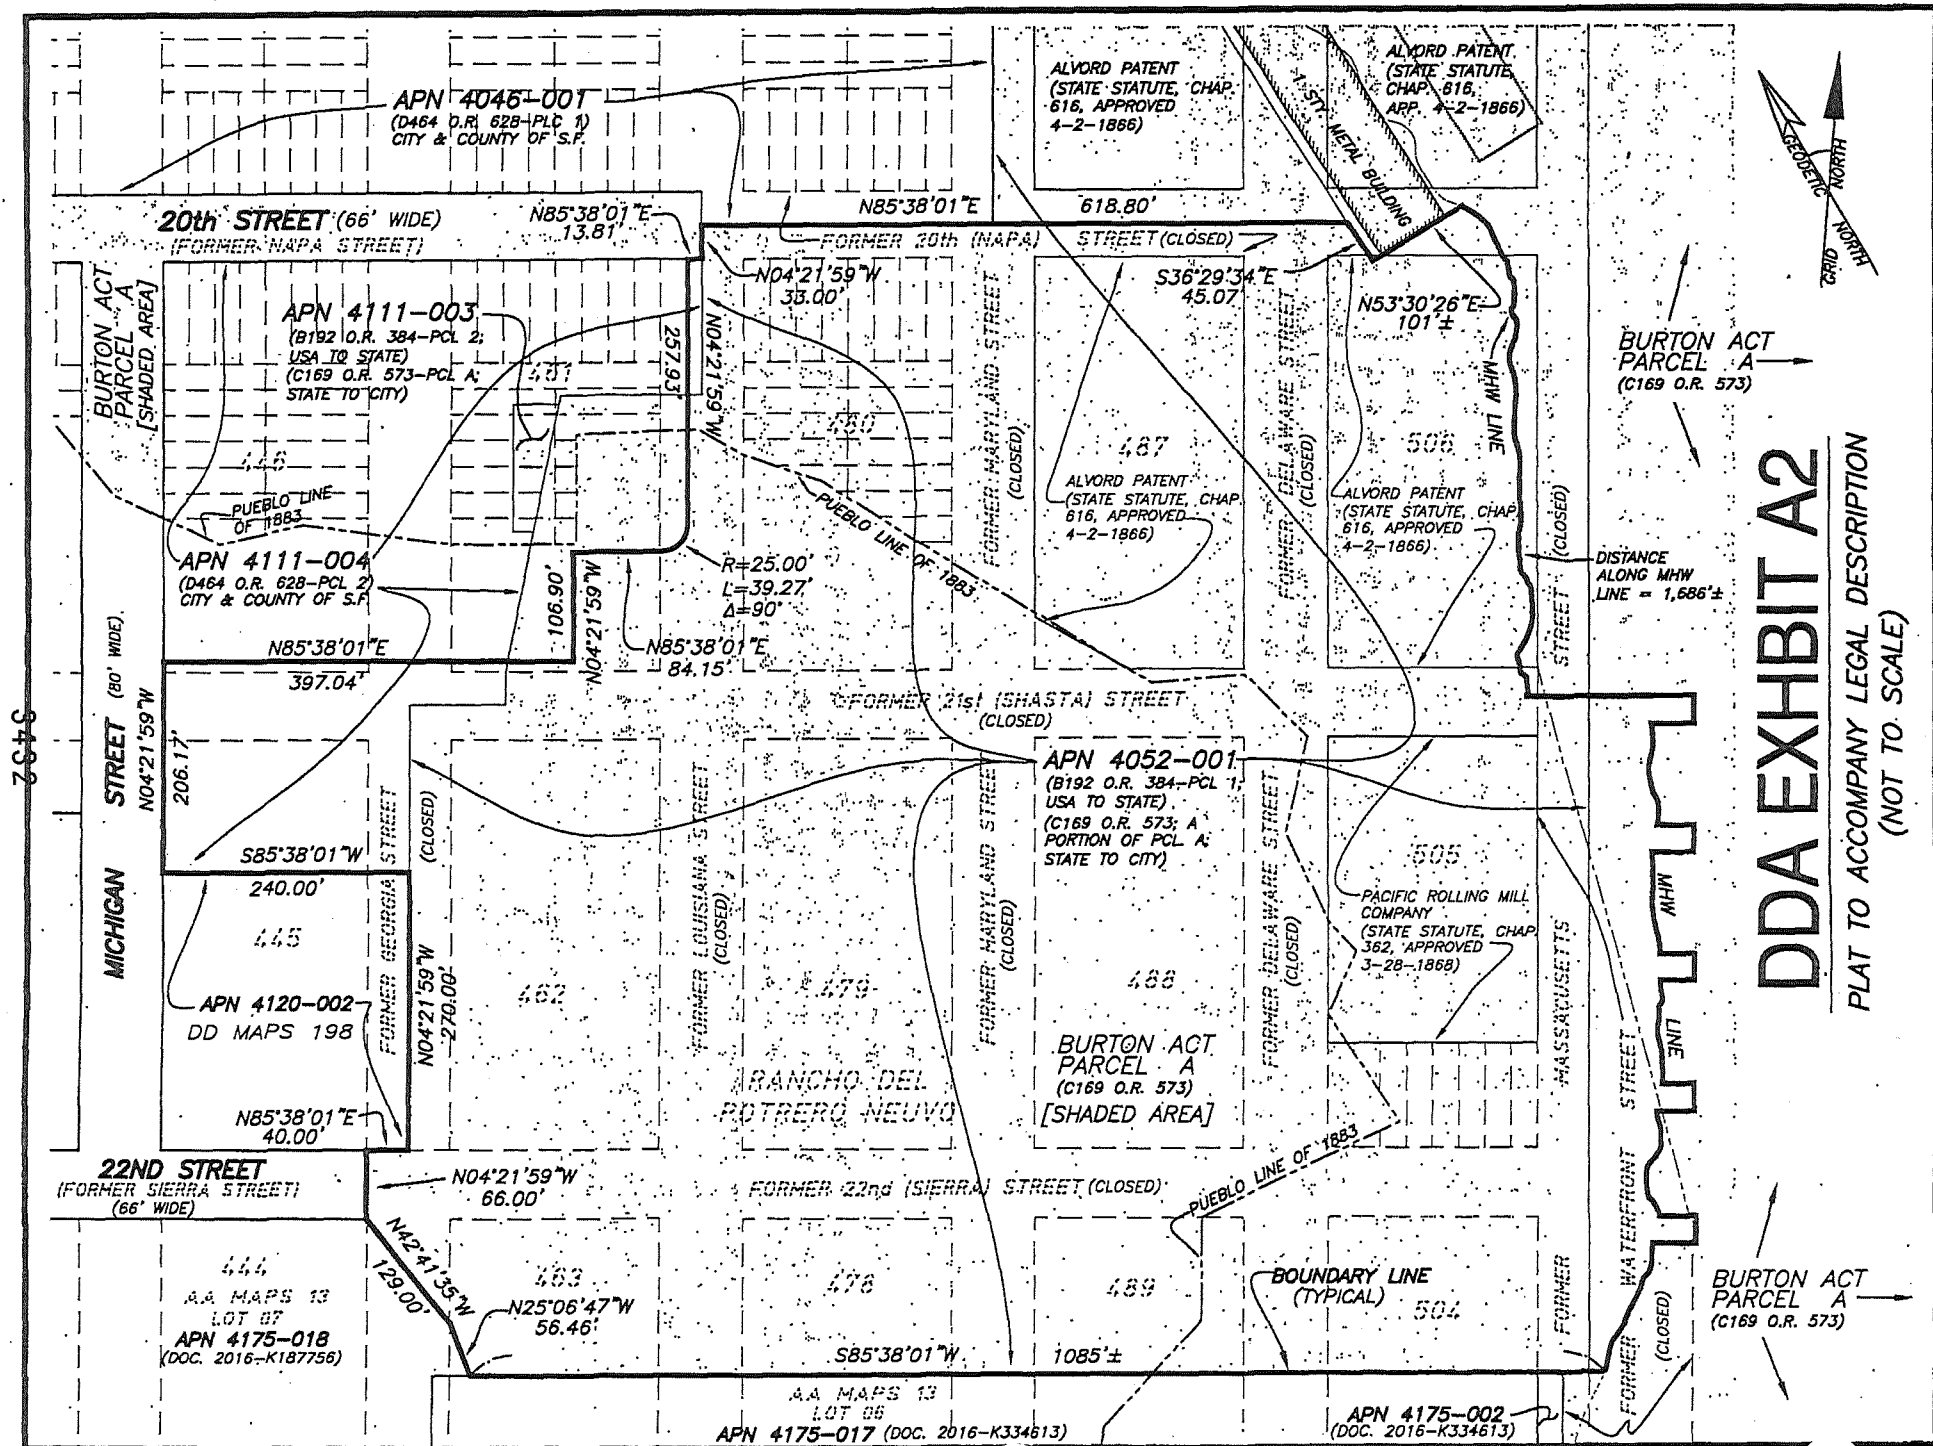 APN 4046-001
(D464 O.R. 628-PLC 1)
CITY & COUNTY OF S.F.
ALVORD PATENT
(STATE STATUTE, CHAP.
616, APPROVED
4-2-1866)
ALVORD PATENT
(STATE STATUTE,
CHAP. 616,
APP. 4-2-1866)
1 STY. METAL BUILDING
GEODETIC NORTH
GRID NORTH
20th STREET (66' WIDE)
(FORMER NAPA STREET)
N85°38'01"E
13.81'
N85°38'01"E
618.80'
FORMER 20th (NAPA) STREET (CLOSED)
N04°21'59"W
33.00'
S36°29'34"E
45.07'
N53°30'26"E
101'±
BURTON ACT
PARCEL A
[SHADED AREA]
APN 4111-003
(B192 O.R. 384-PCL 2;
USA TO STATE)
(C169 O.R. 573-PCL A;
STATE TO CITY)
481
257.93'
N04°21'59"W
FORMER MARYLAND STREET
(CLOSED)
FORMER DELAWARE STREET
(CLOSED)
MHW LINE
BURTON ACT
PARCEL A
(C169 O.R. 573)
446
480
487
506
PUEBLO LINE
OF 1883
PUEBLO LINE OF 1883
ALVORD PATENT
(STATE STATUTE, CHAP.
616, APPROVED
4-2-1866)
ALVORD PATENT
(STATE STATUTE, CHAP.
616, APPROVED
4-2-1866)
STREET (CLOSED)
DISTANCE
ALONG MHW
LINE = 1,686'±
APN 4111-004
(D464 O.R. 628-PCL 2)
CITY & COUNTY OF S.F.
106.90'
N04°21'59"W
R=25.00'
L=39.27'
Δ=90°
N85°38'01"E
84.15'
N85°38'01"E
397.04'
MICHIGAN STREET (80' WIDE)
N04°21'59"W
206.17'
FORMER 21st (SHASTA) STREET
(CLOSED)
APN 4052-001
(B192 O.R. 384-PCL 1;
USA TO STATE)
(C169 O.R. 573; A
PORTION OF PCL A;
STATE TO CITY)
S85°38'01"W
240.00'
FORMER GEORGIA STREET
(CLOSED)
FORMER LOUISIANA STREET
(CLOSED)
FORMER MARYLAND STREET
(CLOSED)
FORMER DELAWARE STREET
(CLOSED)
505
PACIFIC ROLLING MILL
COMPANY
(STATE STATUTE, CHAP.
362, APPROVED
3-28-1868)
MHW LINE
445
462
479
488
APN 4120-002
DD MAPS 198
N04°21'59"W
270.00'
RANCHO DEL
POTRERO NEUVO
BURTON ACT
PARCEL A
(C169 O.R. 573)
[SHADED AREA]
FORMER MASSACUSETTS
FORMER WATERFRONT STREET
(CLOSED)
N85°38'01"E
40.00'
22ND STREET
(FORMER SIERRA STREET)
(66' WIDE)
N04°21'59"W
66.00'
FORMER 22nd (SIERRA) STREET (CLOSED)
PUEBLO LINE OF 1883
N42°41'35"W
129.00'
N25°06'47"W
56.46'
444
AA MAPS 13
LOT 07
APN 4175-018
(DOC. 2016-K187756)
463
478
489
504
BOUNDARY LINE
(TYPICAL)
BURTON ACT
PARCEL A
(C169 O.R. 573)
S85°38'01"W
1085'±
AA MAPS 13
LOT 06
APN 4175-017 (DOC. 2016-K334613)
APN 4175-002
(DOC. 2016-K334613)
DDA EXHIBIT A2
PLAT TO ACCOMPANY LEGAL DESCRIPTION
(NOT TO SCALE)
3432